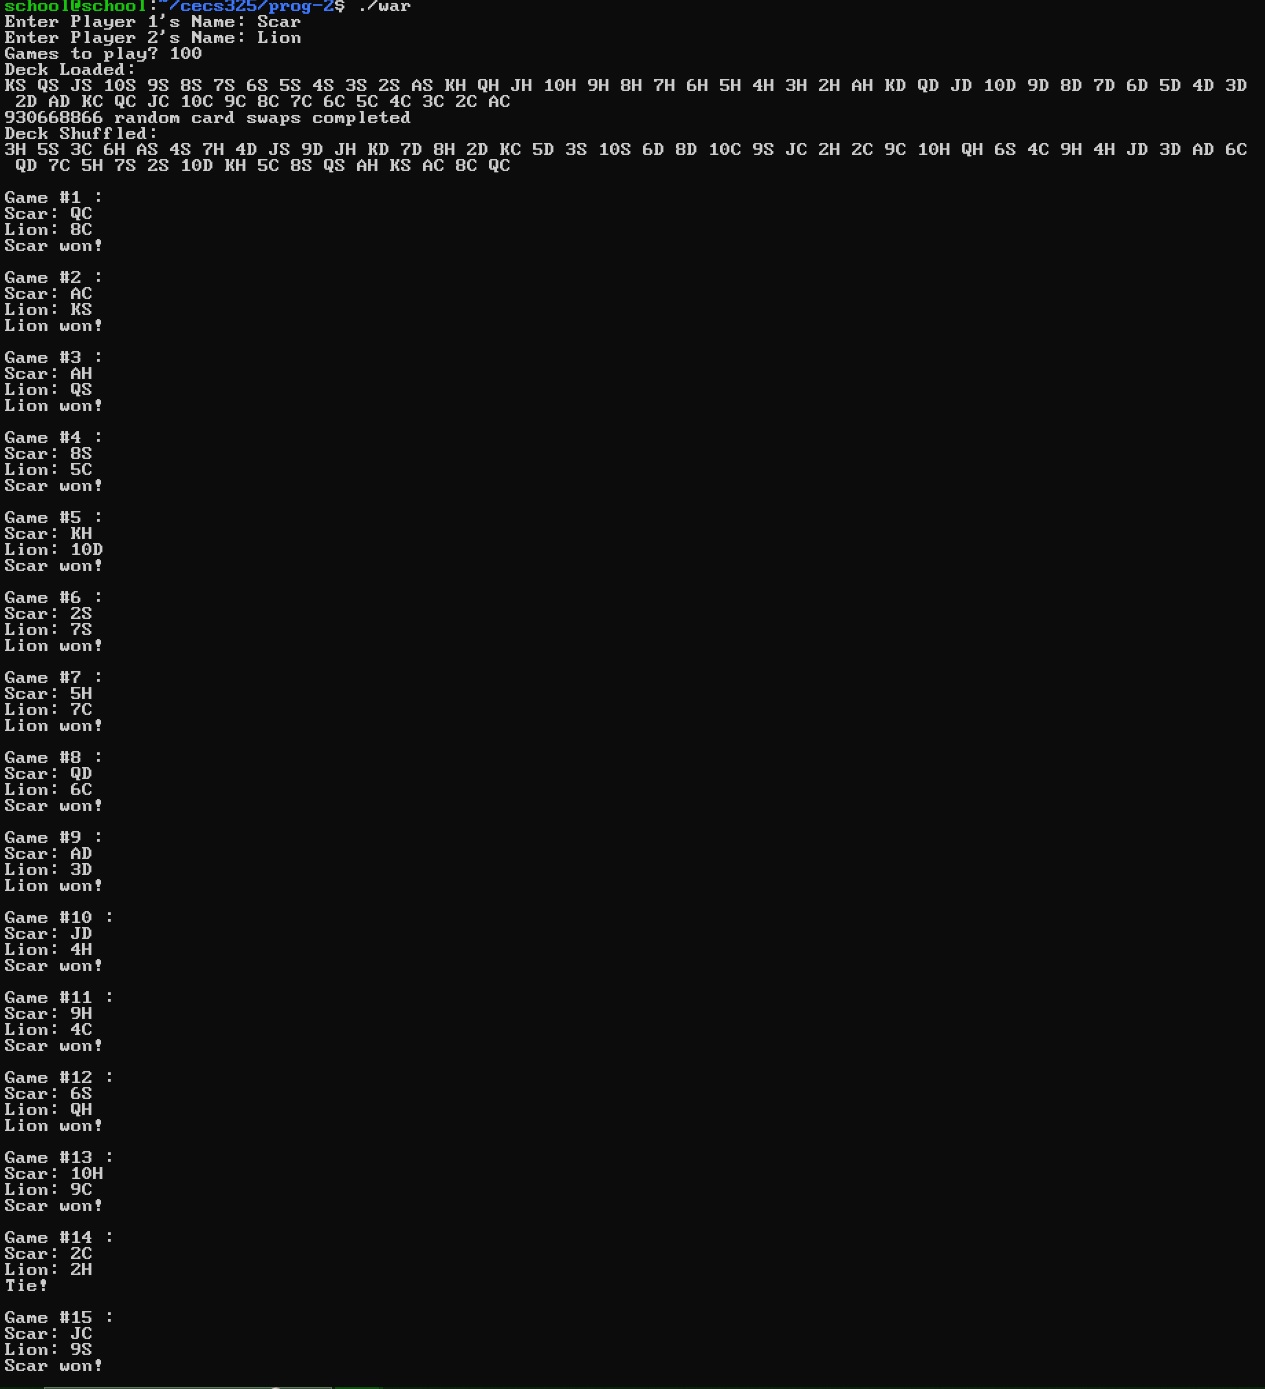 school@school:~/cecs325/prog-2$ ./war
Enter Player 1's Name: Scar
Enter Player 2's Name: Lion
Games to play? 100
Deck Loaded:
KS QS JS 10S 9S 8S 7S 6S 5S 4S 3S 2S AS KH QH JH 10H 9H 8H 7H 6H 5H 4H 3H 2H AH KD QD JD 10D 9D 8D 7D 6D 5D 4D 3D
2D AD KC QC JC 10C 9C 8C 7C 6C 5C 4C 3C 2C AC
930668866 random card swaps completed
Deck Shuffled:
3H 5S 3C 6H AS 4S 7H 4D JS 9D JH KD 7D 8H 2D KC 5D 3S 10S 6D 8D 10C 9S JC 2H 2C 9C 10H QH 6S 4C 9H 4H JD 3D AD 6C
QD 7C 5H 7S 2S 10D KH 5C 8S QS AH KS AC 8C QC

Game #1 :
Scar: QC
Lion: 8C
Scar won!

Game #2 :
Scar: AC
Lion: KS
Lion won!

Game #3 :
Scar: AH
Lion: QS
Lion won!

Game #4 :
Scar: 8S
Lion: 5C
Scar won!

Game #5 :
Scar: KH
Lion: 10D
Scar won!

Game #6 :
Scar: 2S
Lion: 7S
Lion won!

Game #7 :
Scar: 5H
Lion: 7C
Lion won!

Game #8 :
Scar: QD
Lion: 6C
Scar won!

Game #9 :
Scar: AD
Lion: 3D
Lion won!

Game #10 :
Scar: JD
Lion: 4H
Scar won!

Game #11 :
Scar: 9H
Lion: 4C
Scar won!

Game #12 :
Scar: 6S
Lion: QH
Lion won!

Game #13 :
Scar: 10H
Lion: 9C
Scar won!

Game #14 :
Scar: 2C
Lion: 2H
Tie!

Game #15 :
Scar: JC
Lion: 9S
Scar won!